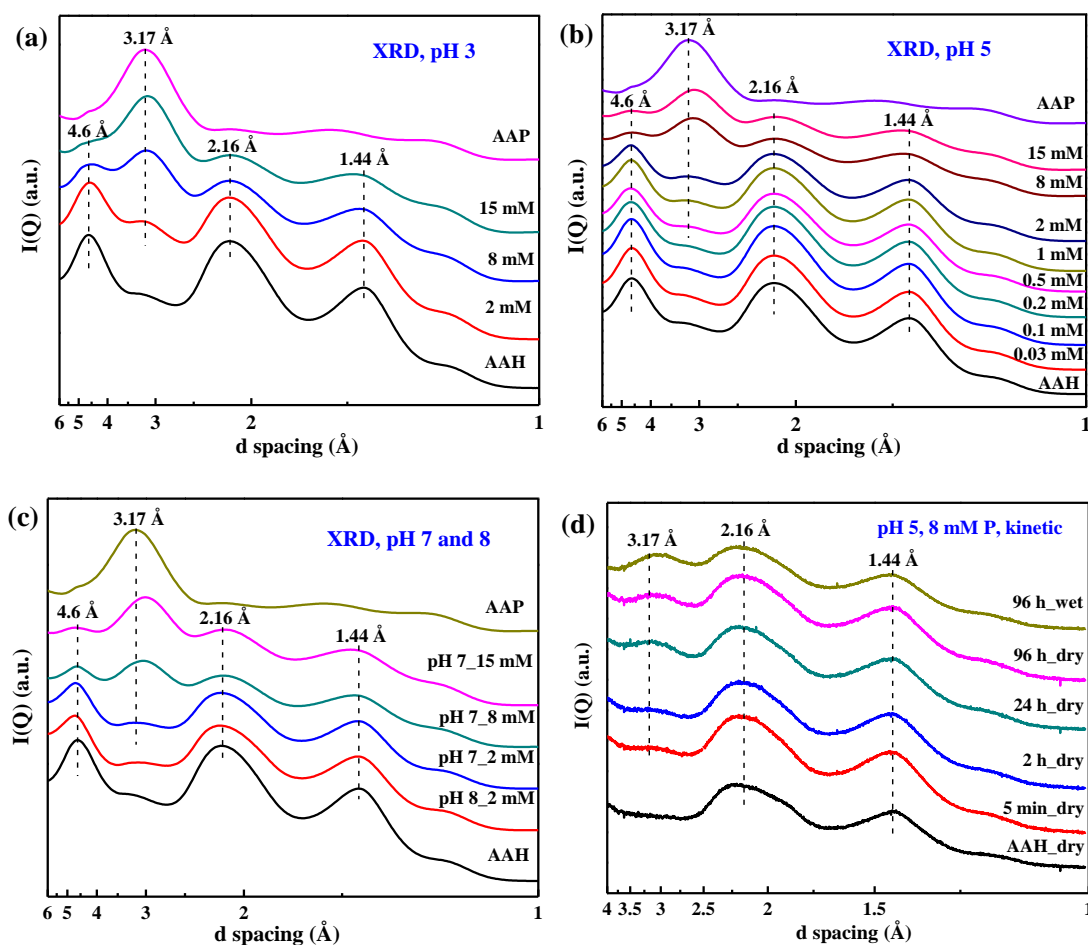 (a)
3.17 Å
XRD, pH 3
4.6 Å
2.16 Å
1.44 Å
AAP
15 mM
8 mM
2 mM
AAH
I(Q) (a.u.)
6 5 4 3 2 1
d spacing (Å)
(b)
3.17 Å
XRD, pH 5
4.6 Å
2.16 Å
1.44 Å
AAP
15 mM
8 mM
2 mM
1 mM
0.5 mM
0.2 mM
0.1 mM
0.03 mM
AAH
I(Q) (a.u.)
6 5 4 3 2 1
d spacing (Å)
(c)
3.17 Å
XRD, pH 7 and 8
4.6 Å
2.16 Å
1.44 Å
AAP
pH 7_15 mM
pH 7_8 mM
pH 7_2 mM
pH 8_2 mM
AAH
I(Q) (a.u.)
6 5 4 3 2 1
d spacing (Å)
(d)
pH 5, 8 mM P, kinetic
3.17 Å
2.16 Å
1.44 Å
96 h_wet
96 h_dry
24 h_dry
2 h_dry
5 min_dry
AAH_dry
I(Q) (a.u.)
4 3.5 3 2.5 2 1.5 1
d spacing (Å)